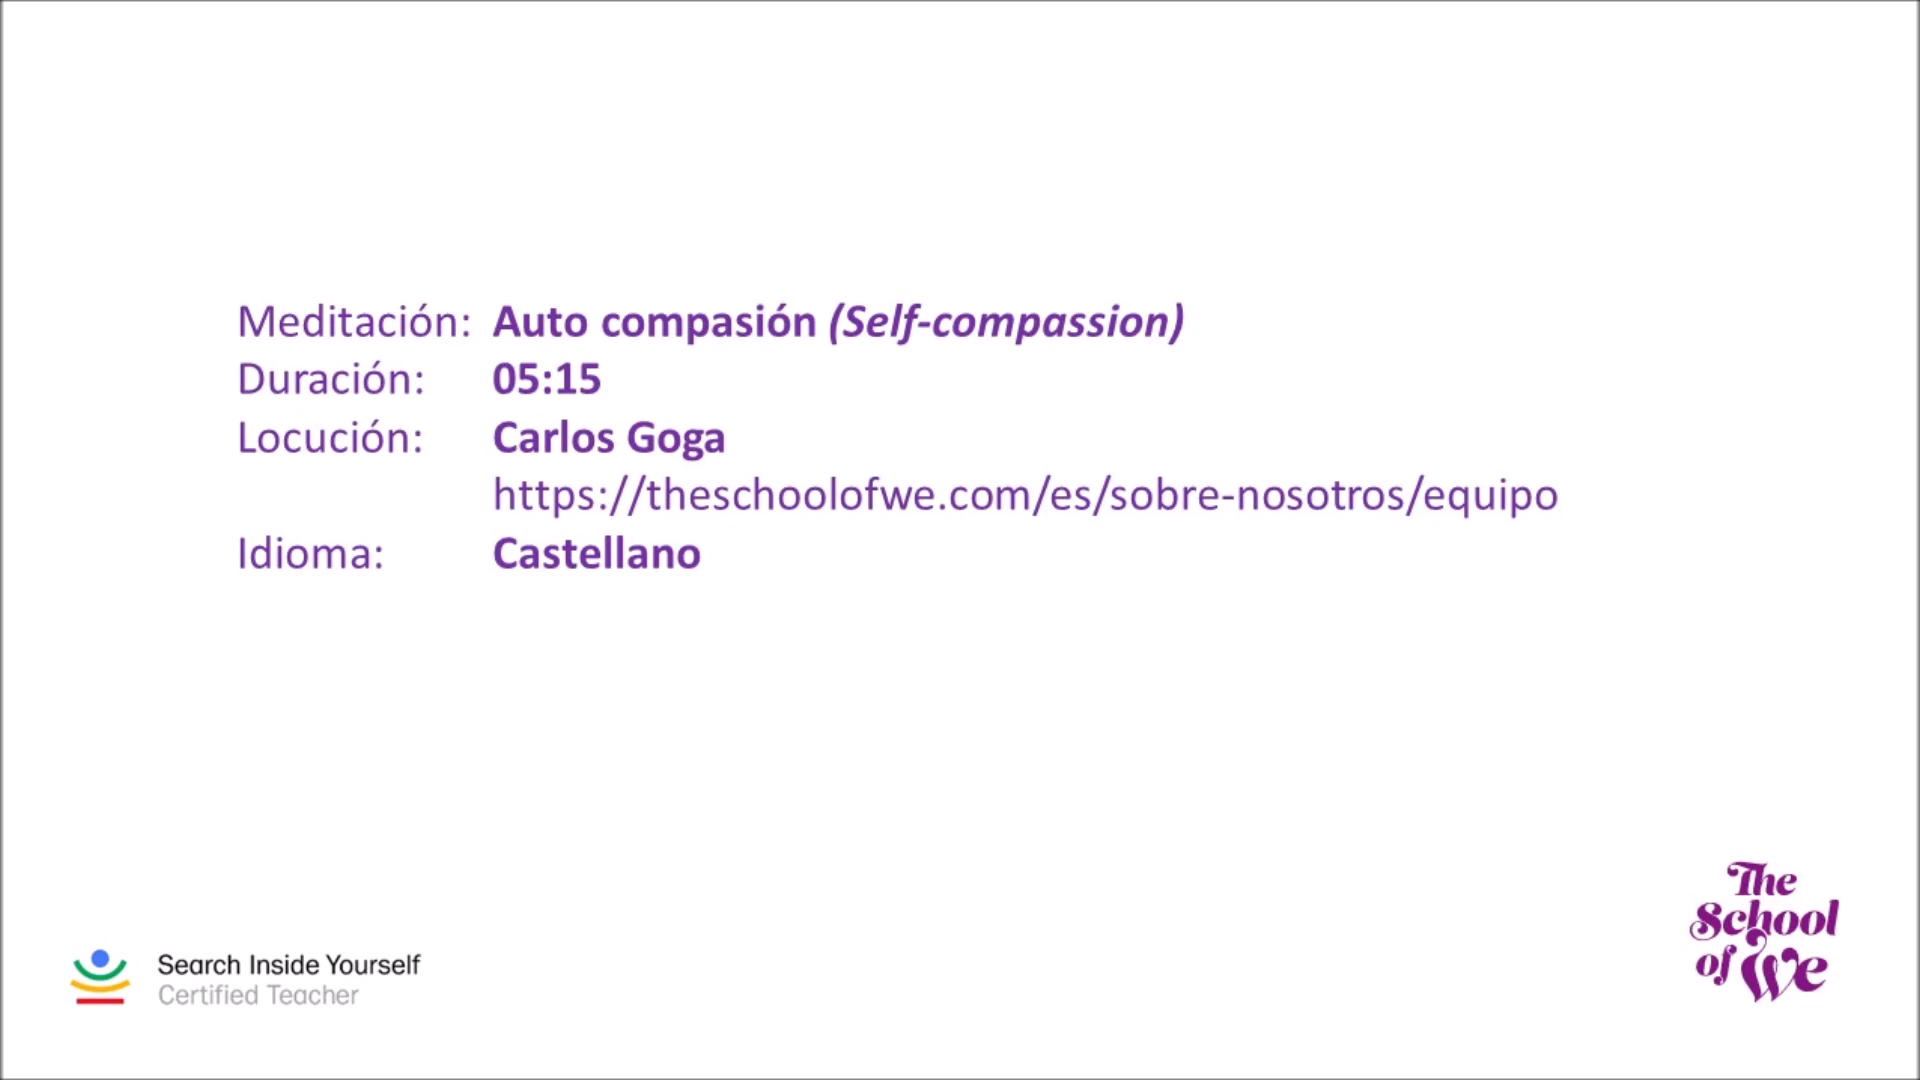 Meditación: Auto compasión (Self-compassion)
Duración: 05:15
Locución: Carlos Goga
https://theschoolofwe.com/es/sobre-nosotros/equipo
Idioma: Castellano
Search Inside Yourself
Certified Teacher
The
School
of We